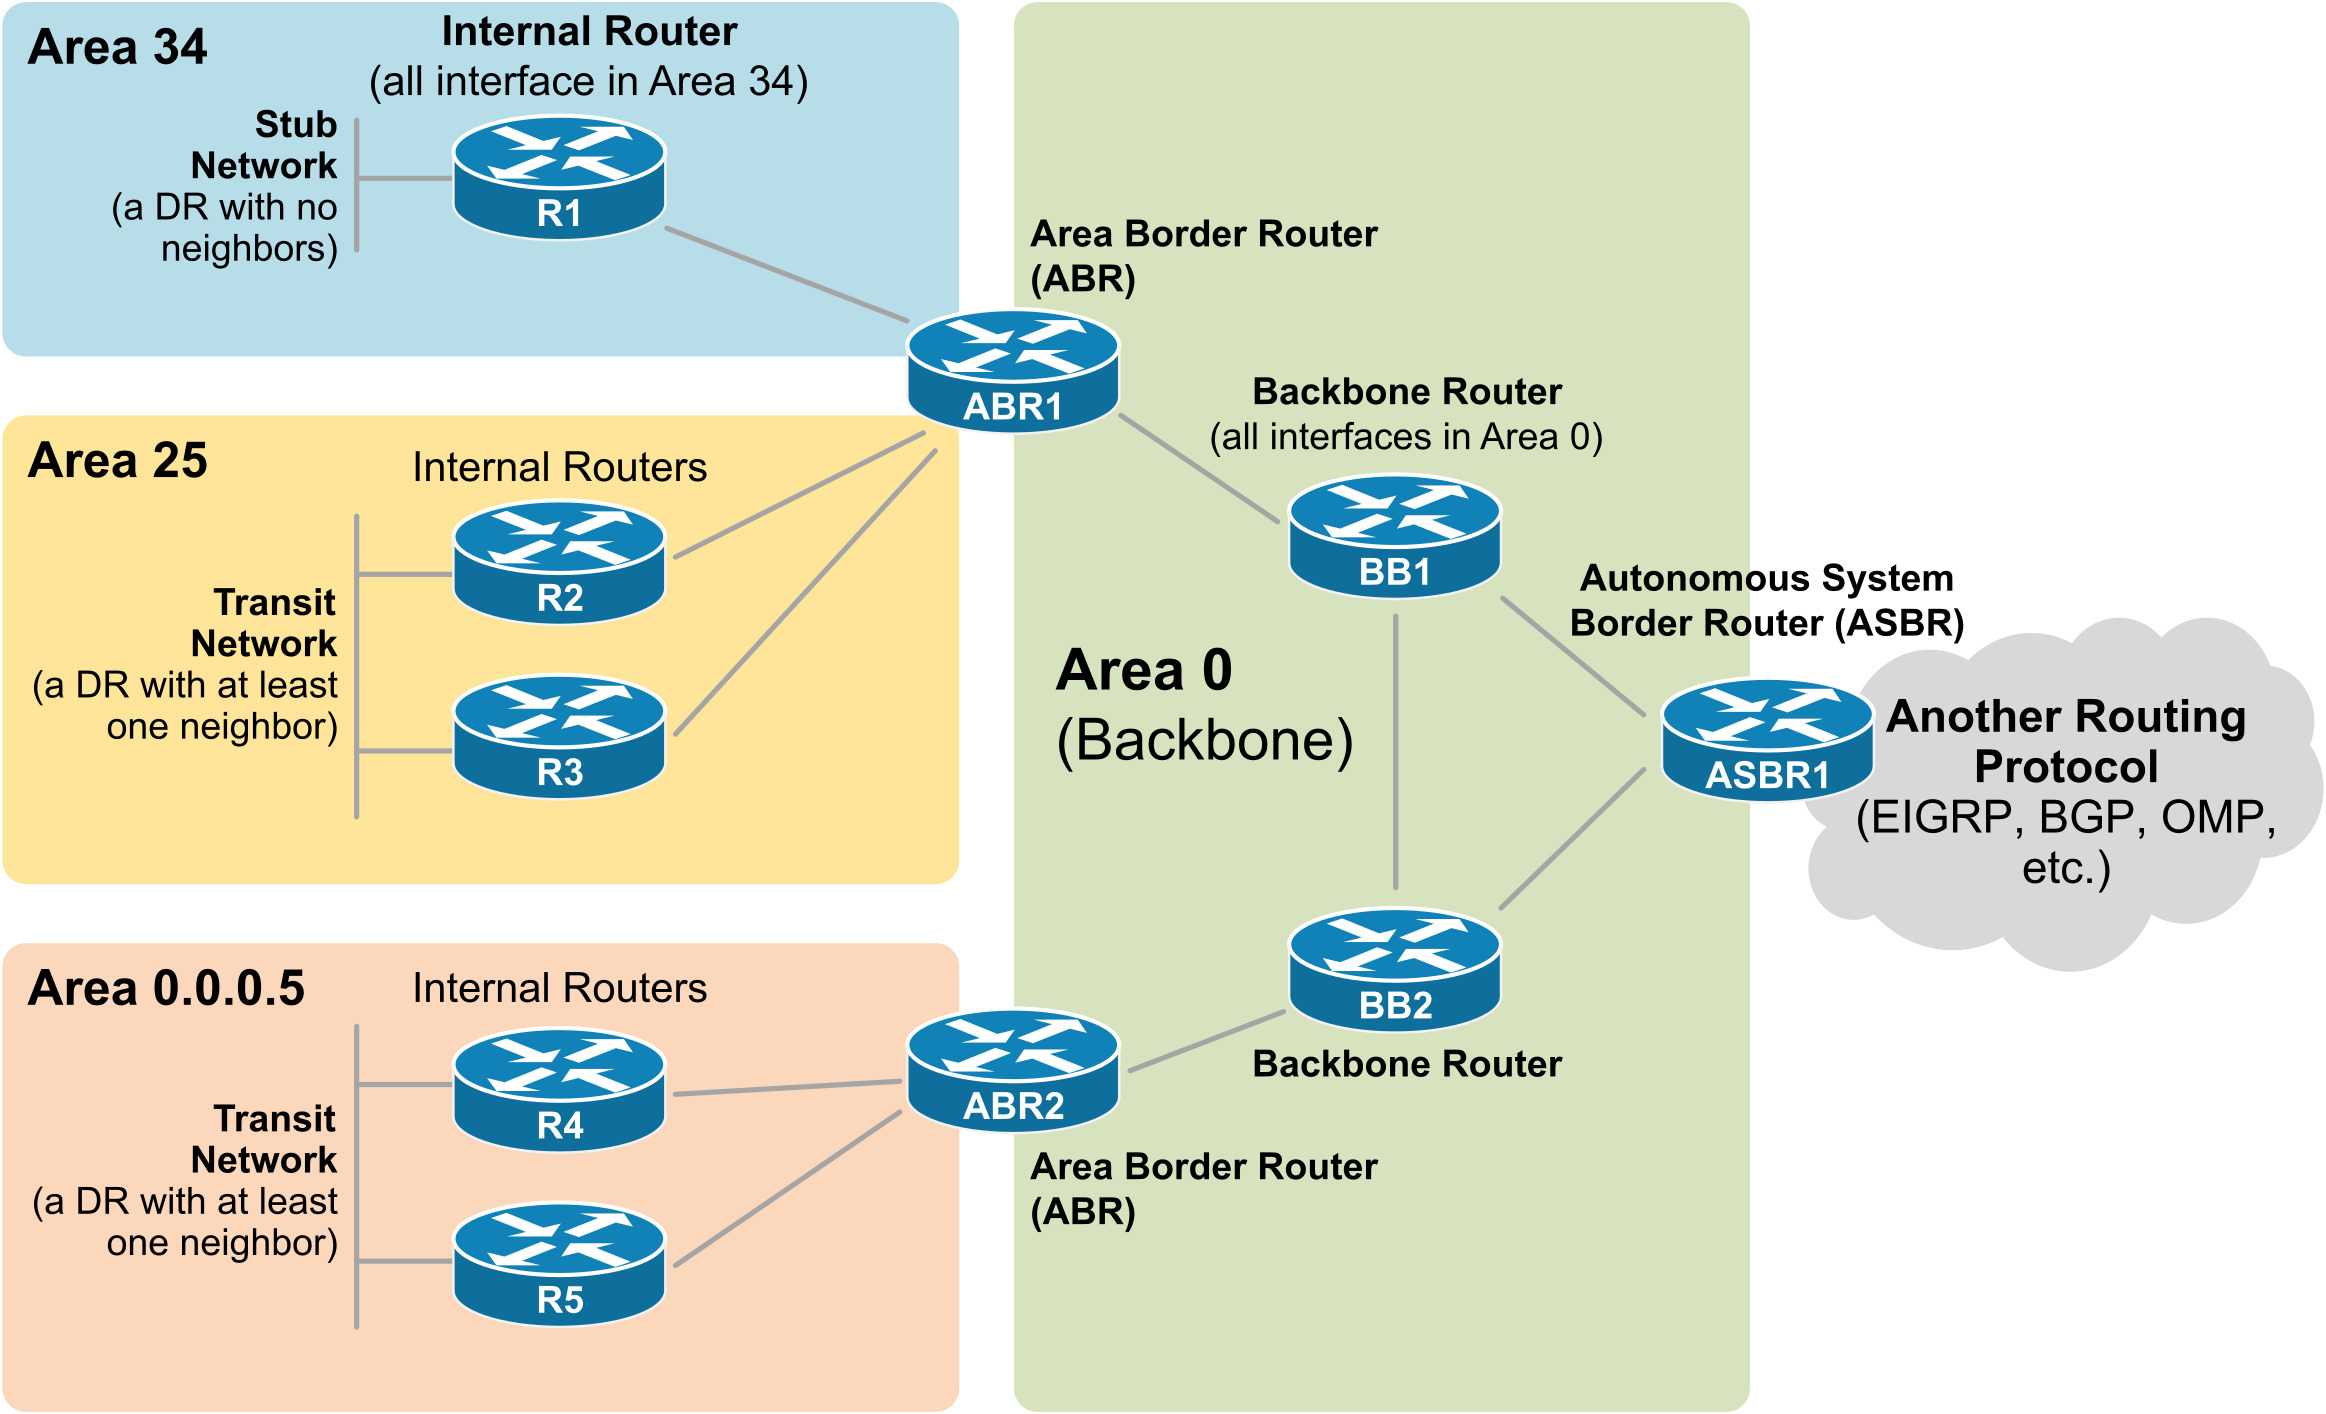 Area 34
Internal Router
(all interface in Area 34)
Stub
Network
(a DR with no
neighbors)
R1
Area Border Router
(ABR)
ABR1
Area 25
Internal Routers
Transit
Network
(a DR with at least
one neighbor)
R2
R3
Backbone Router
(all interfaces in Area 0)
BB1
Area 0
(Backbone)
Autonomous System
Border Router (ASBR)
ASBR1
Another Routing
Protocol
(EIGRP, BGP, OMP,
etc.)
BB2
Backbone Router
Area 0.0.0.5
Internal Routers
Transit
Network
(a DR with at least
one neighbor)
R4
R5
ABR2
Area Border Router
(ABR)